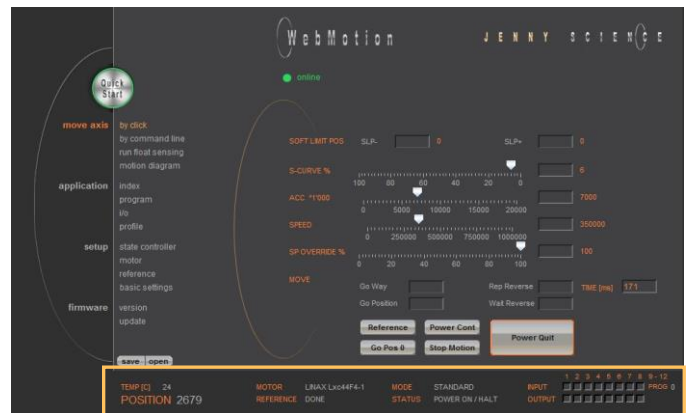 WebMotion JENNY SCIENCE
online
Quick Start
move axis by click
by command line
run float sensing
motion diagram
application index
program
i/o
profile
setup state controller
motor
reference
basic settings
firmware version
update
save open
SOFT LIMIT POS SLP- 0 SLP+ 0
S-CURVE % 6
100 80 60 40 20 0
ACC *1'000 7000
0 5000 10000 15000 20000
SPEED 350000
0 250000 500000 750000 1000000
SP OVERRIDE % 100
0 20 40 60 80 100
MOVE Go Way Rep Reverse TIME [ms] 171
Go Position Wait Reverse
Reference Power Cont Power Quit
Go Pos 0 Stop Motion
1 2 3 4 5 6 7 8 9-12
TEMP [C] 24 MOTOR LINAX Lxc44F4-1 MODE STANDARD INPUT PROG 0
POSITION 2679 REFERENCE DONE STATUS POWER ON / HALT OUTPUT